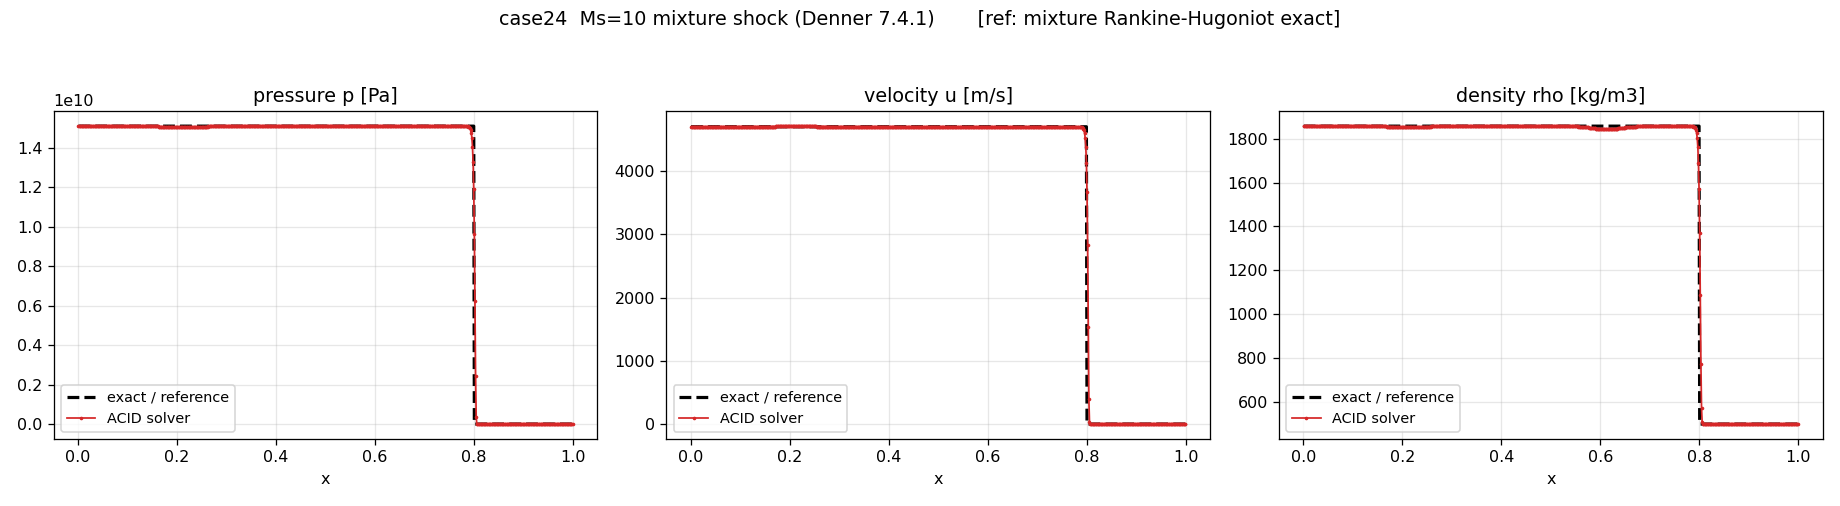 case24  Ms=10 mixture shock (Denner 7.4.1)       [ref: mixture Rankine-Hugoniot exact]
pressure p [Pa]
1e10
1.4
1.2
1.0
0.8
0.6
0.4
0.2
0.0
exact / reference
ACID solver
0.0 0.2 0.4 0.6 0.8 1.0
x
velocity u [m/s]
4000
3000
2000
1000
0
exact / reference
ACID solver
0.0 0.2 0.4 0.6 0.8 1.0
x
density rho [kg/m3]
1800
1600
1400
1200
1000
800
600
exact / reference
ACID solver
0.0 0.2 0.4 0.6 0.8 1.0
x